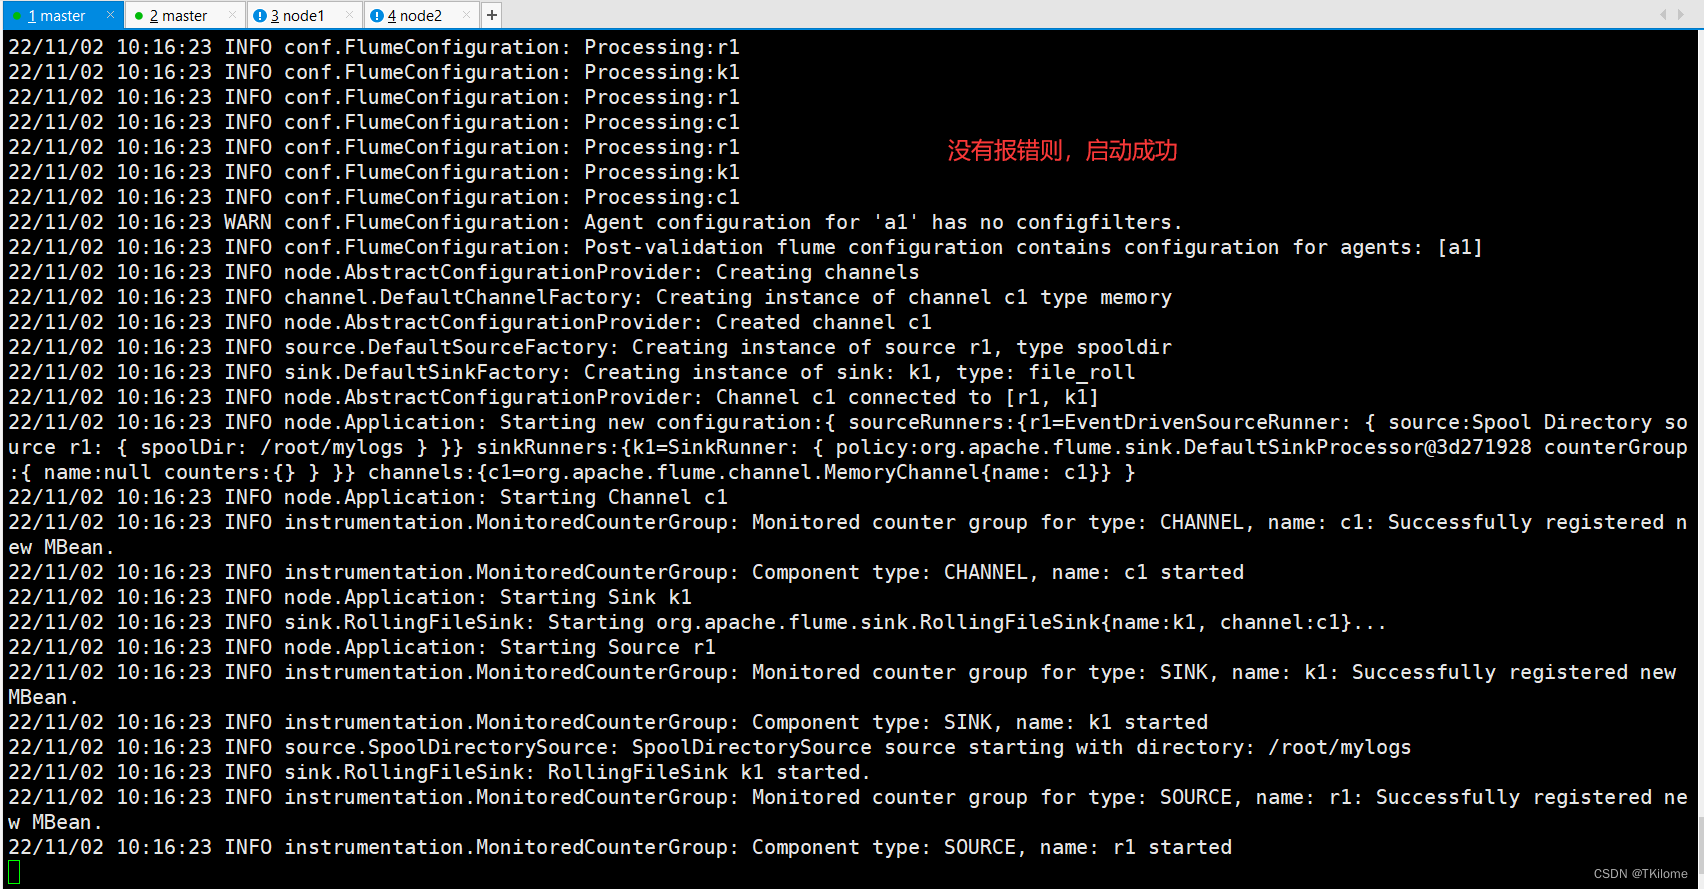 1 master × 2 master × 3 node1 × 4 node2 × +
22/11/02 10:16:23 INFO conf.FlumeConfiguration: Processing:r1
22/11/02 10:16:23 INFO conf.FlumeConfiguration: Processing:k1
22/11/02 10:16:23 INFO conf.FlumeConfiguration: Processing:r1
22/11/02 10:16:23 INFO conf.FlumeConfiguration: Processing:c1
22/11/02 10:16:23 INFO conf.FlumeConfiguration: Processing:r1
没有报错则，启动成功
22/11/02 10:16:23 INFO conf.FlumeConfiguration: Processing:k1
22/11/02 10:16:23 INFO conf.FlumeConfiguration: Processing:c1
22/11/02 10:16:23 WARN conf.FlumeConfiguration: Agent configuration for 'a1' has no configfilters.
22/11/02 10:16:23 INFO conf.FlumeConfiguration: Post-validation flume configuration contains configuration for agents: [a1]
22/11/02 10:16:23 INFO node.AbstractConfigurationProvider: Creating channels
22/11/02 10:16:23 INFO channel.DefaultChannelFactory: Creating instance of channel c1 type memory
22/11/02 10:16:23 INFO node.AbstractConfigurationProvider: Created channel c1
22/11/02 10:16:23 INFO source.DefaultSourceFactory: Creating instance of source r1, type spooldir
22/11/02 10:16:23 INFO sink.DefaultSinkFactory: Creating instance of sink: k1, type: file_roll
22/11/02 10:16:23 INFO node.AbstractConfigurationProvider: Channel c1 connected to [r1, k1]
22/11/02 10:16:23 INFO node.Application: Starting new configuration:{ sourceRunners:{r1=EventDrivenSourceRunner: { source:Spool Directory so
urce r1: { spoolDir: /root/mylogs } }} sinkRunners:{k1=SinkRunner: { policy:org.apache.flume.sink.DefaultSinkProcessor@3d271928 counterGroup
:{ name:null counters:{} } }} channels:{c1=org.apache.flume.channel.MemoryChannel{name: c1}} }
22/11/02 10:16:23 INFO node.Application: Starting Channel c1
22/11/02 10:16:23 INFO instrumentation.MonitoredCounterGroup: Monitored counter group for type: CHANNEL, name: c1: Successfully registered n
ew MBean.
22/11/02 10:16:23 INFO instrumentation.MonitoredCounterGroup: Component type: CHANNEL, name: c1 started
22/11/02 10:16:23 INFO node.Application: Starting Sink k1
22/11/02 10:16:23 INFO sink.RollingFileSink: Starting org.apache.flume.sink.RollingFileSink{name:k1, channel:c1}...
22/11/02 10:16:23 INFO node.Application: Starting Source r1
22/11/02 10:16:23 INFO instrumentation.MonitoredCounterGroup: Monitored counter group for type: SINK, name: k1: Successfully registered new
MBean.
22/11/02 10:16:23 INFO instrumentation.MonitoredCounterGroup: Component type: SINK, name: k1 started
22/11/02 10:16:23 INFO source.SpoolDirectorySource: SpoolDirectorySource source starting with directory: /root/mylogs
22/11/02 10:16:23 INFO sink.RollingFileSink: RollingFileSink k1 started.
22/11/02 10:16:23 INFO instrumentation.MonitoredCounterGroup: Monitored counter group for type: SOURCE, name: r1: Successfully registered ne
w MBean.
22/11/02 10:16:23 INFO instrumentation.MonitoredCounterGroup: Component type: SOURCE, name: r1 started
CSDN @TKilome